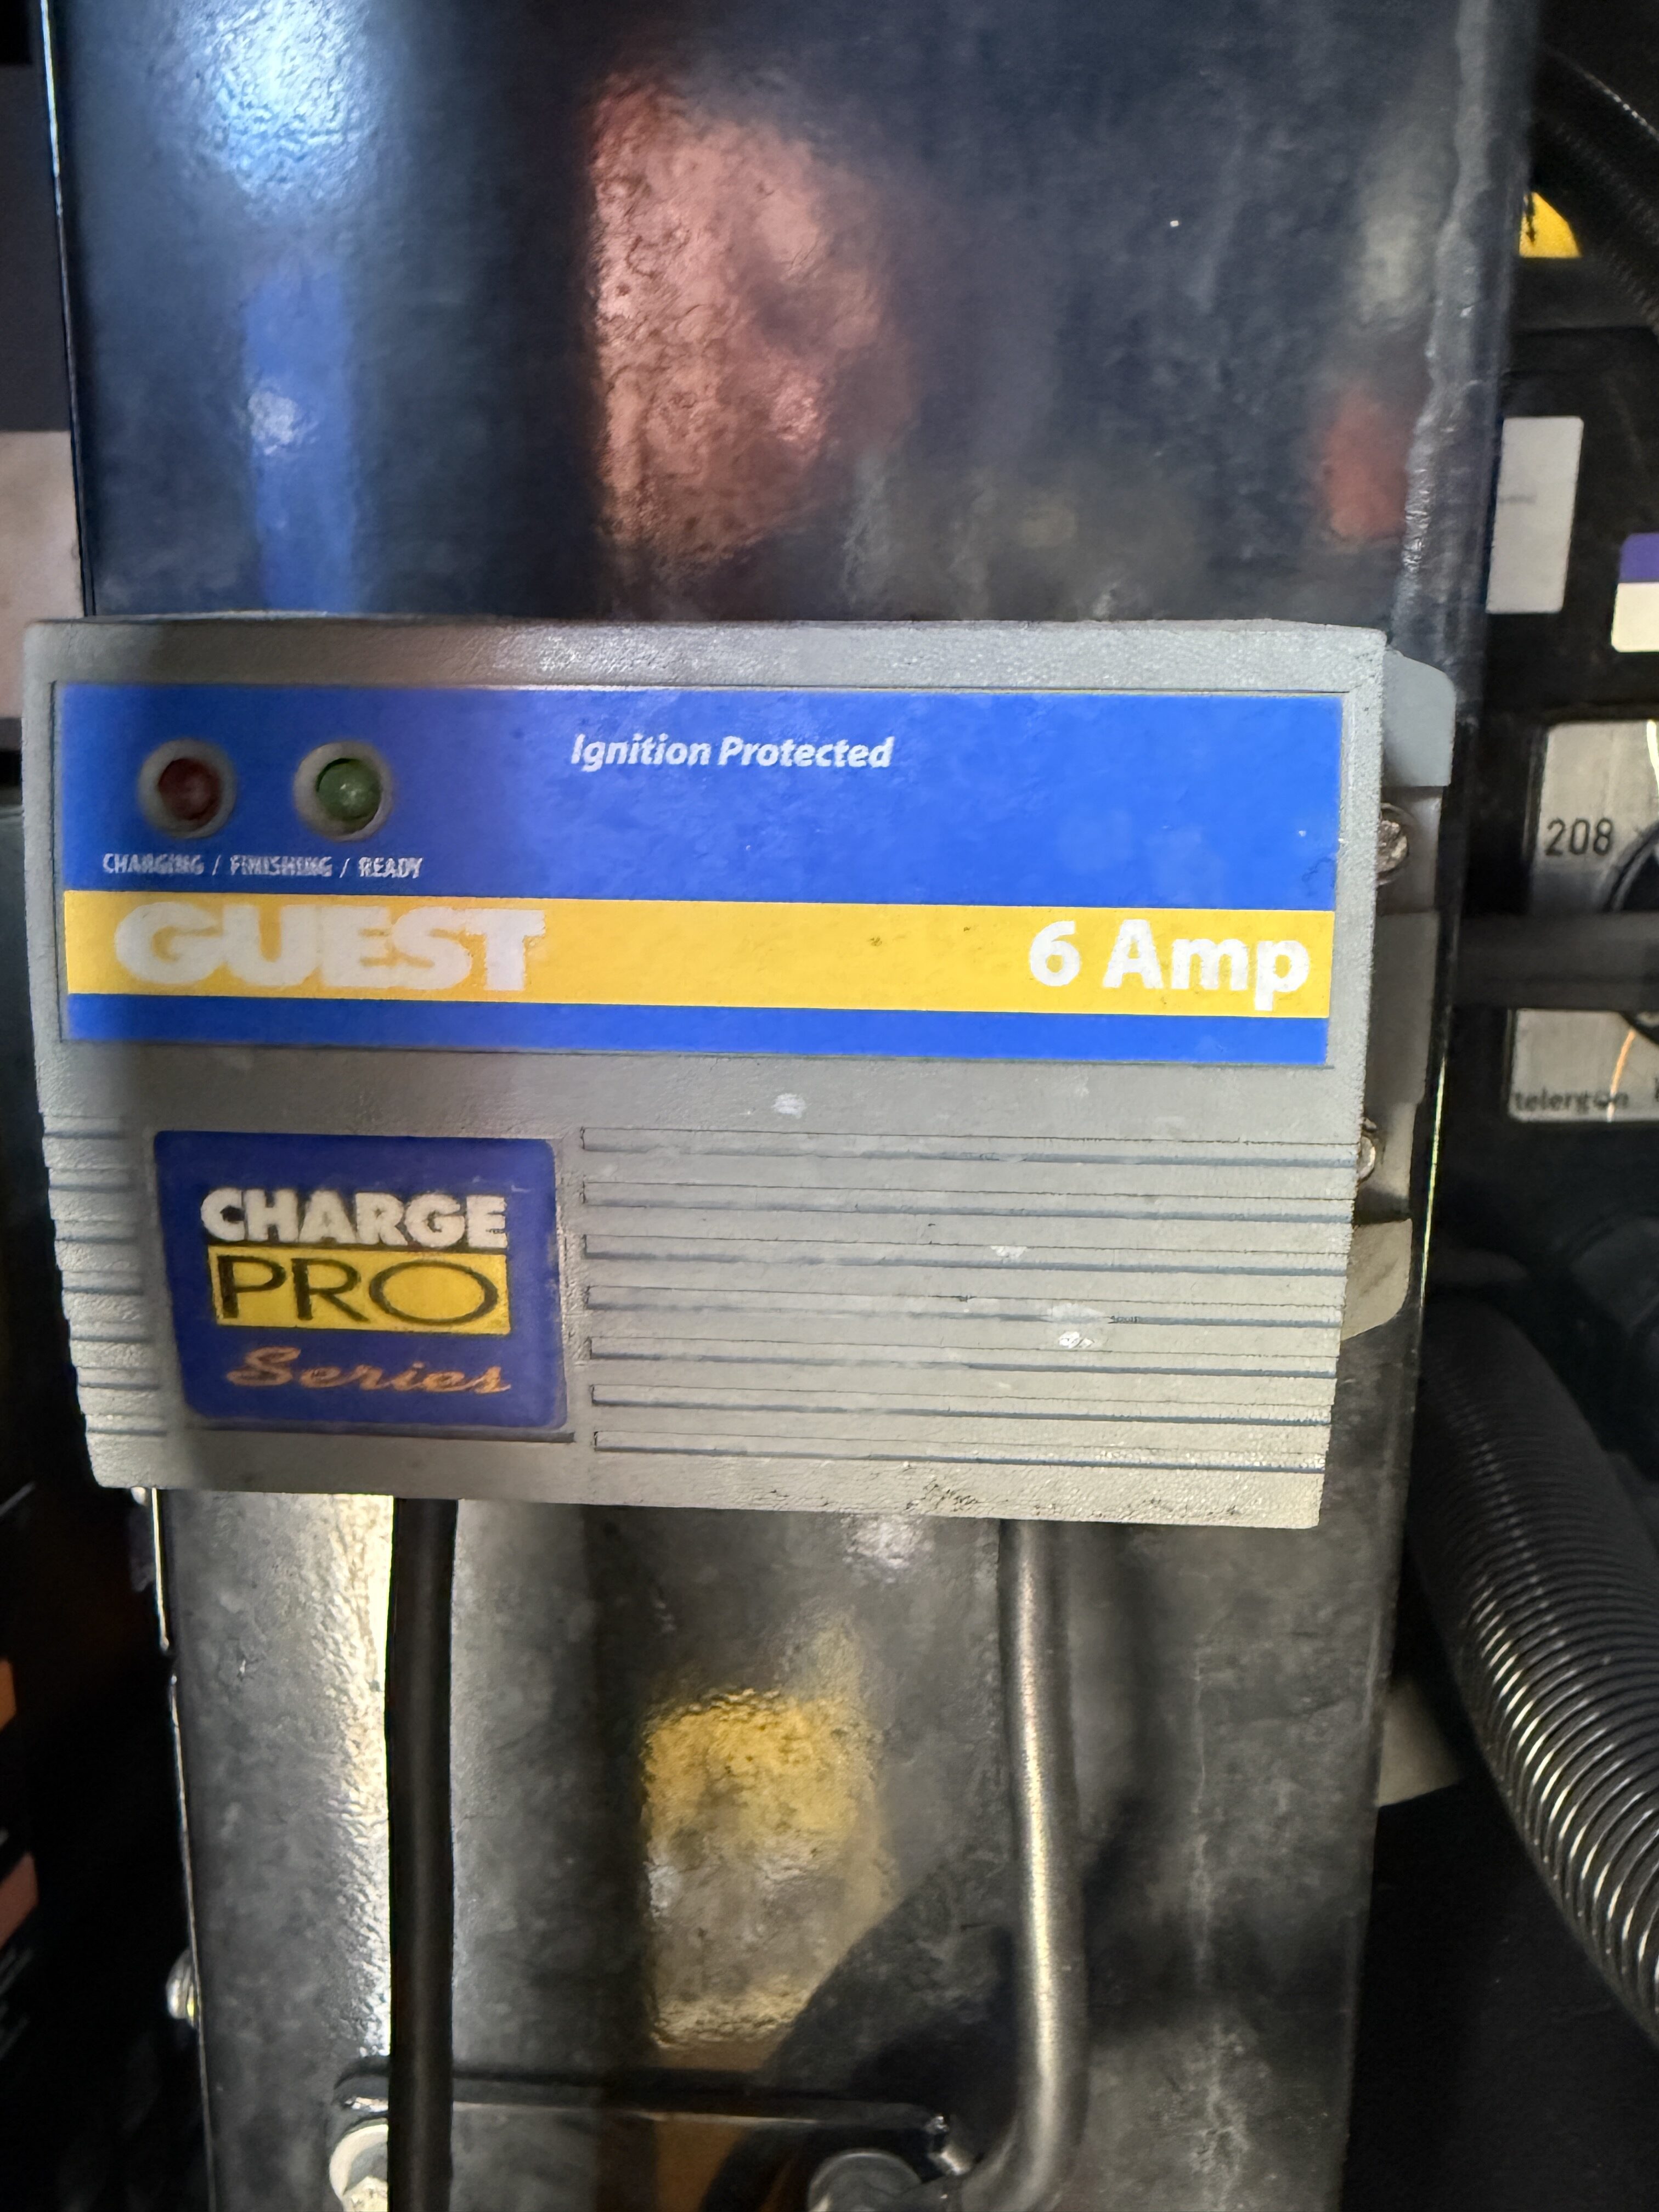 Ignition Protected
CHARGING / FINISHING / READY
GUEST
6 Amp
CHARGE
PRO
Series
208
telergon